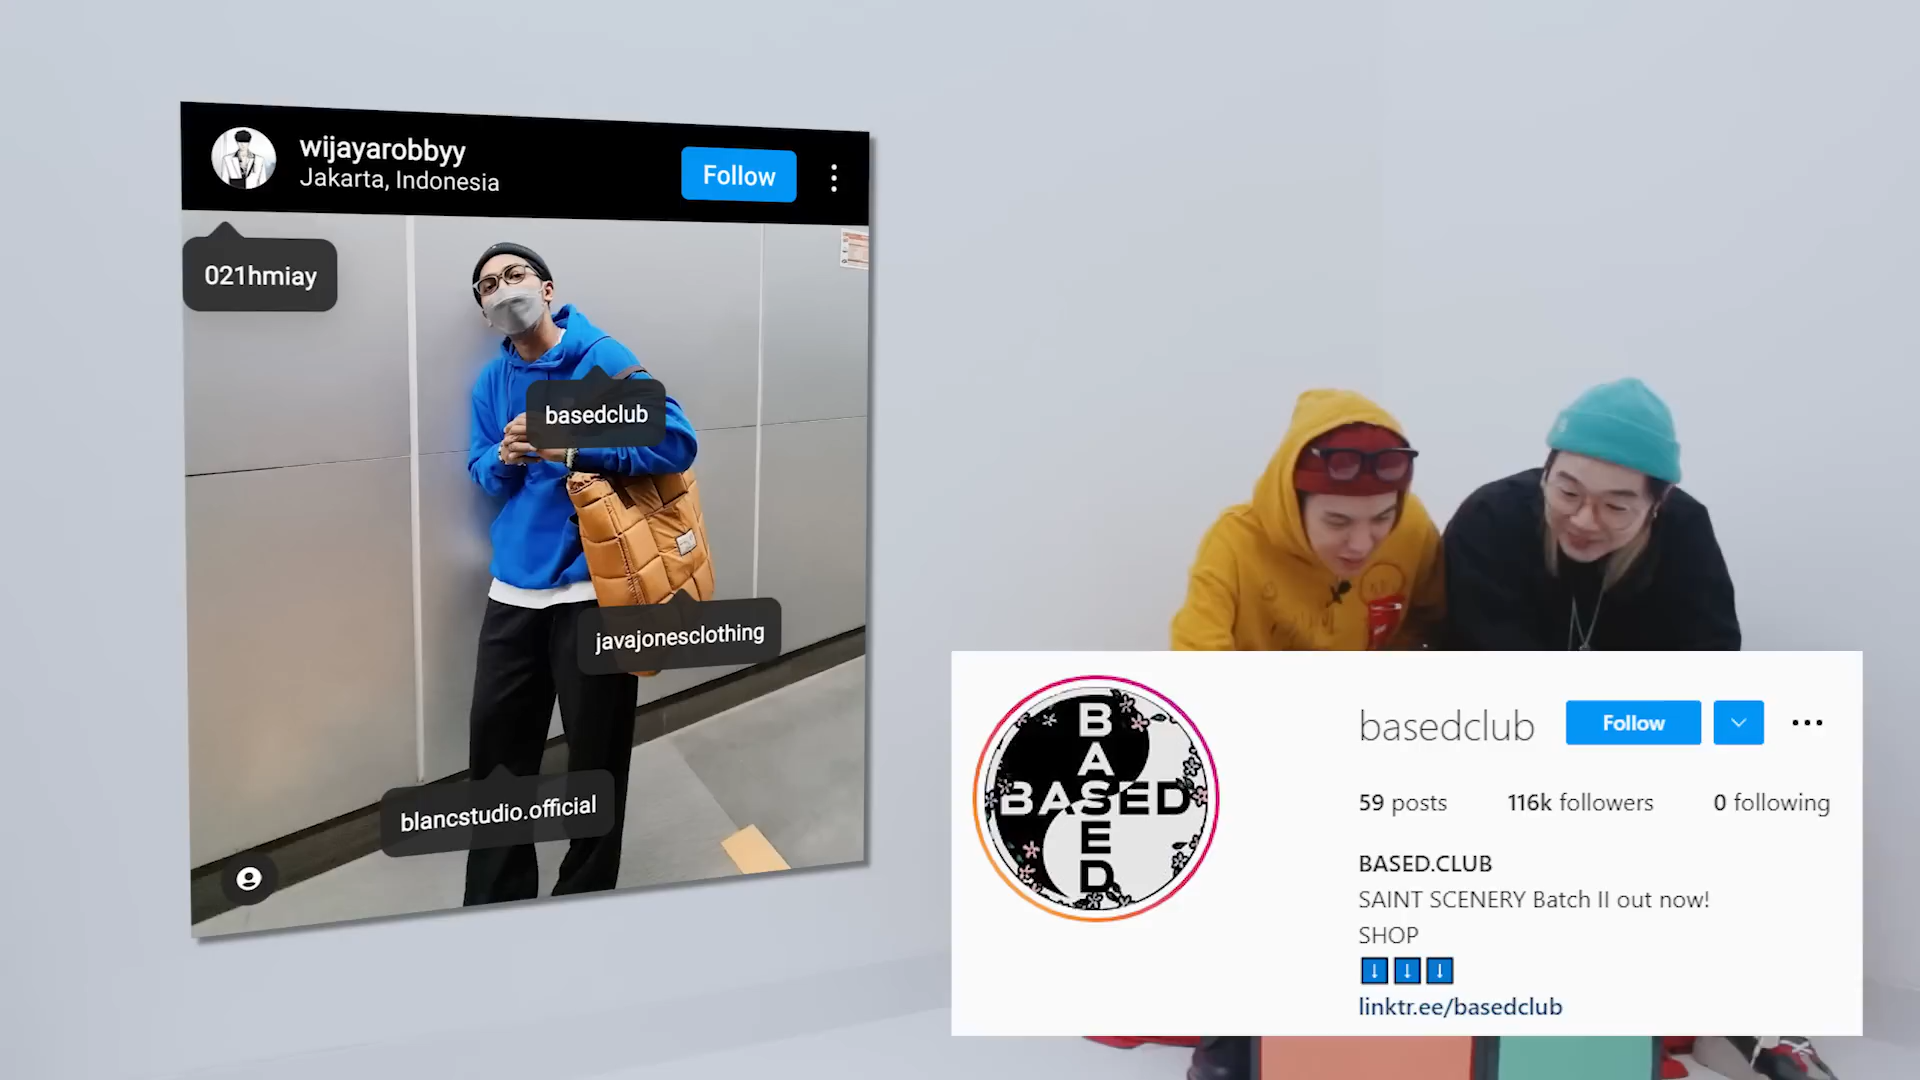 wijayarobbyy
Jakarta, Indonesia
Follow
021hmiay
basedclub
javajonesclothing
blancstudio.official
BASED
BASED
basedclub
Follow
59 posts
116k followers
0 following
BASED.CLUB
SAINT SCENERY Batch II out now!
SHOP
linktr.ee/basedclub